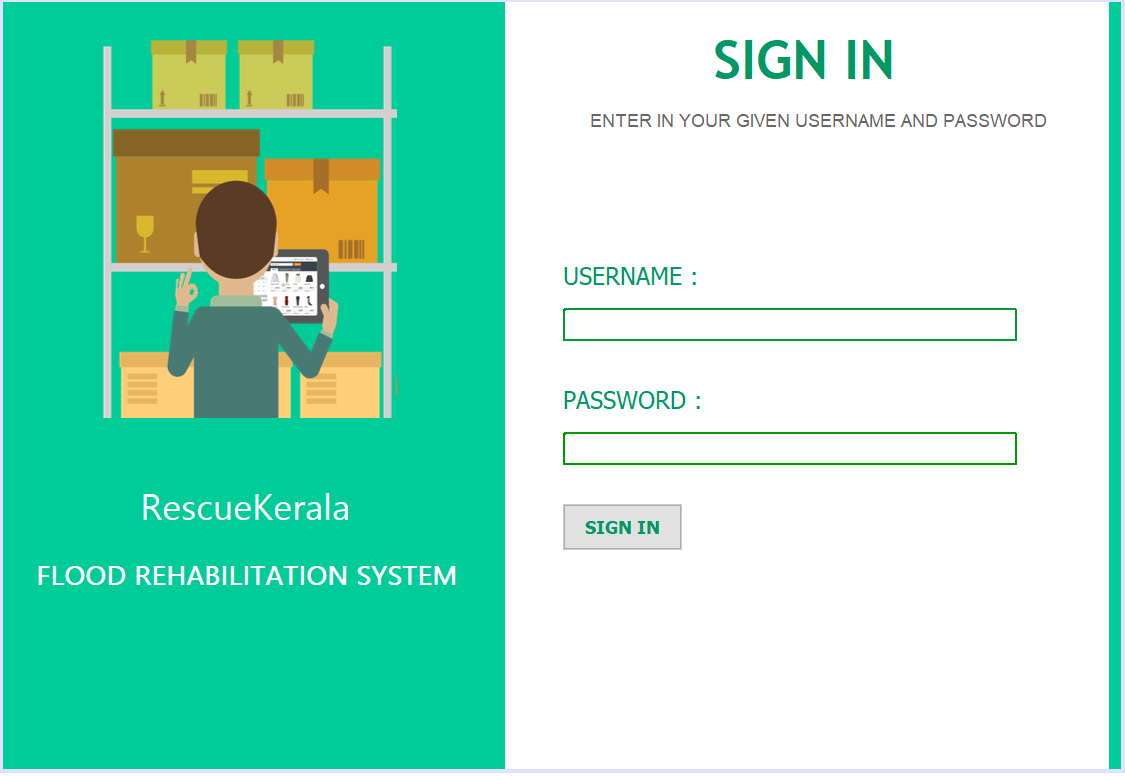 RescueKerala
FLOOD REHABILITATION SYSTEM
SIGN IN
ENTER IN YOUR GIVEN USERNAME AND PASSWORD
USERNAME :
PASSWORD :
SIGN IN